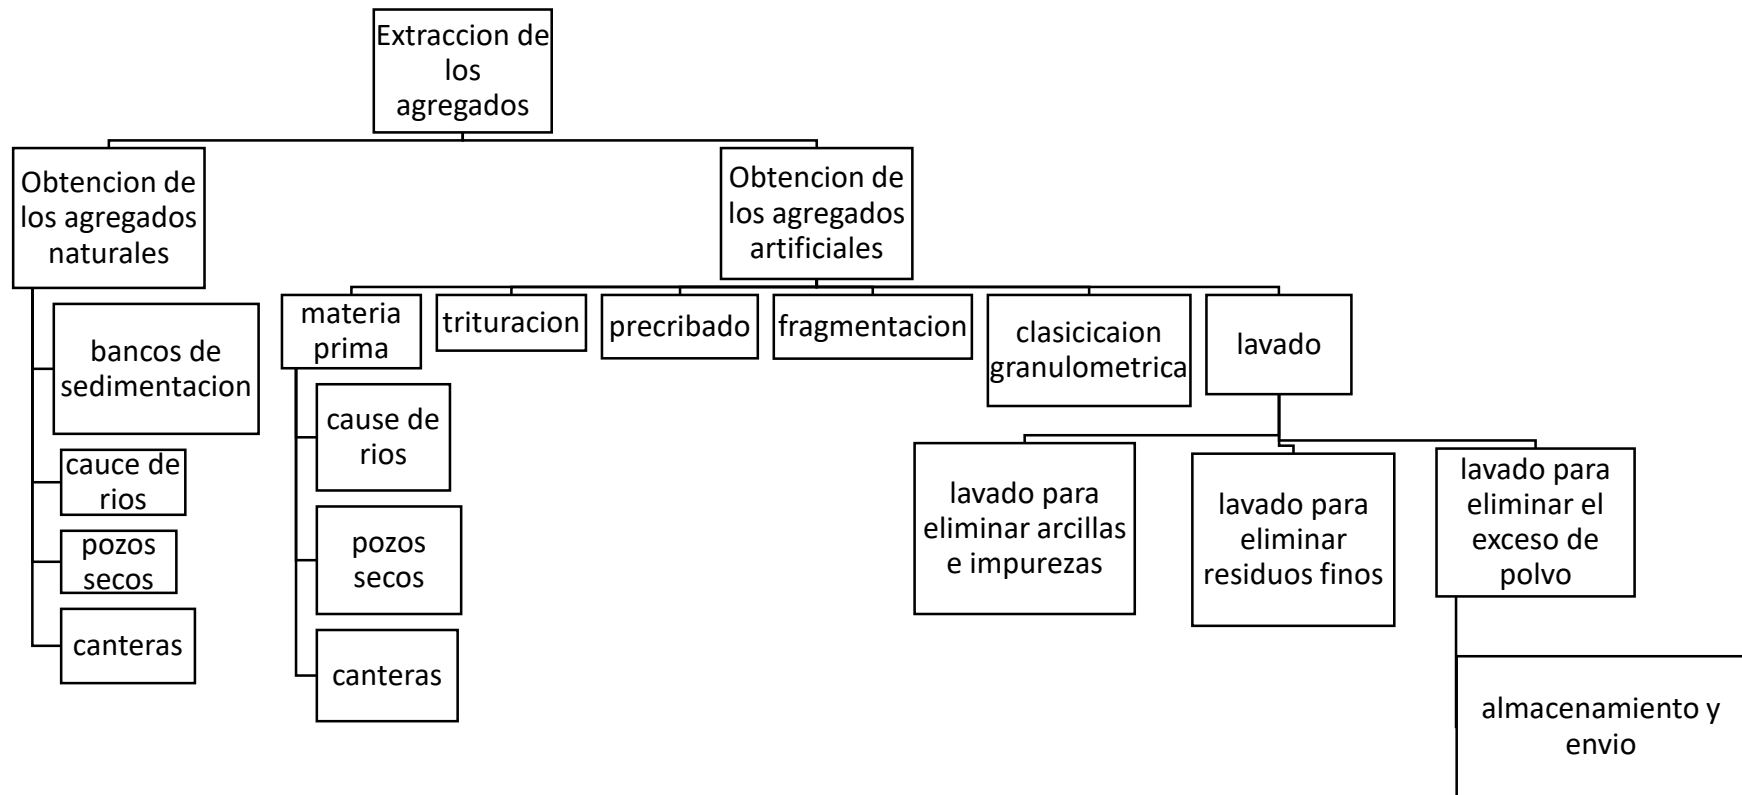 Extraccion de
los
agregados
Obtencion de
los agregados
naturales
Obtencion de
los agregados
artificiales
bancos de
sedimentacion
cauce de
rios
pozos
secos
canteras
materia
prima
trituracion
precribado
fragmentacion
clasicicaion
granulometrica
lavado
cause de
rios
pozos
secos
canteras
lavado para
eliminar arcillas
e impurezas
lavado para
eliminar
residuos finos
lavado para
eliminar el
exceso de
polvo
almacenamiento y
envio